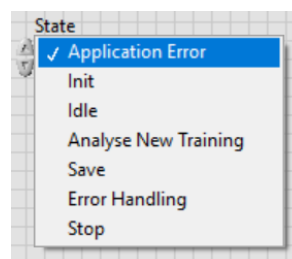 State
✓ Application Error
Init
Idle
Analyse New Training
Save
Error Handling
Stop